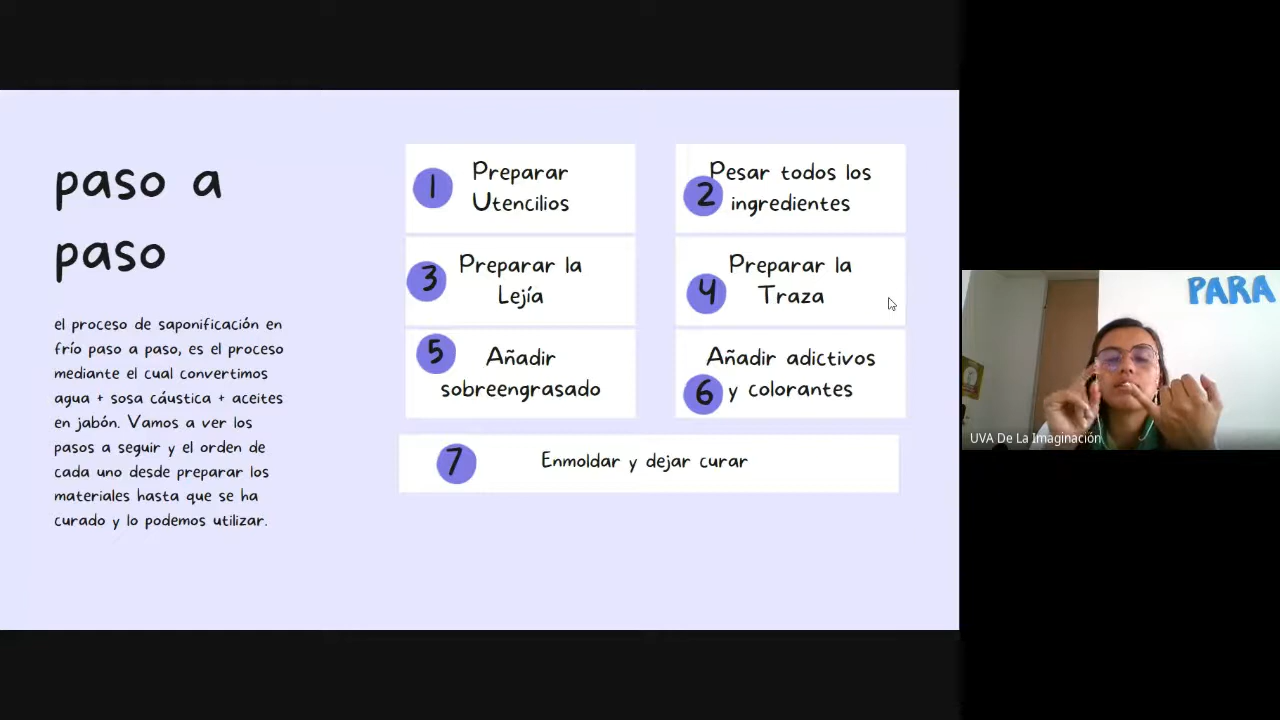 paso a
paso
el proceso de saponificación en
frío paso a paso, es el proceso
mediante el cual convertimos
agua + sosa cáustica + aceites
en jabón. Vamos a ver los
pasos a seguir y el orden de
cada uno desde preparar los
materiales hasta que se ha
curado y lo podemos utilizar.
1
Preparar
Utencilios
2
Pesar todos los
ingredientes
3
Preparar la
Lejía
4
Preparar la
Traza
5
Añadir
sobreengrasado
6
Añadir adictivos
y colorantes
7
Enmoldar y dejar curar
PARA
UVA De La Imaginación